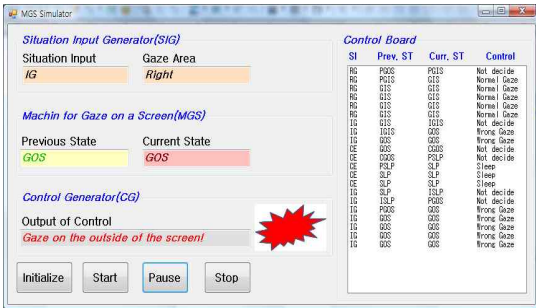 MGS Simulator
Situation Input Generator(SIG)
Situation Input Gaze Area
IG Right
Machin for Gaze on a Screen(MGS)
Previous State Current State
GOS GOS
Control Generator(CG)
Output of Control
Gaze on the outside of the screen!
Initialize Start Pause Stop
Control Board
SI Prev, ST Curr, ST Control
RG PGOS PGIS Not decide
RG PGIS GIS Normal Gaze
RG GIS GIS Normal Gaze
RG GIS GIS Normal Gaze
RG GIS GIS Normal Gaze
RG GIS GIS Normal Gaze
IG GIS IGIS Not decide
IG IGIS GOS Wrong Gaze
IG GOS GOS Wrong Gaze
CE GOS CGOS Not decide
CE CGOS PSLP Not decide
CE PSLP SLP Sleep
CE SLP SLP Sleep
CE SLP SLP Sleep
IG SLP ISLP Not decide
IG ISLP PGOS Not decide
IG PGOS GOS Wrong Gaze
IG GOS GOS Wrong Gaze
IG GOS GOS Wrong Gaze
IG GOS GOS Wrong Gaze
IG GOS GOS Wrong Gaze